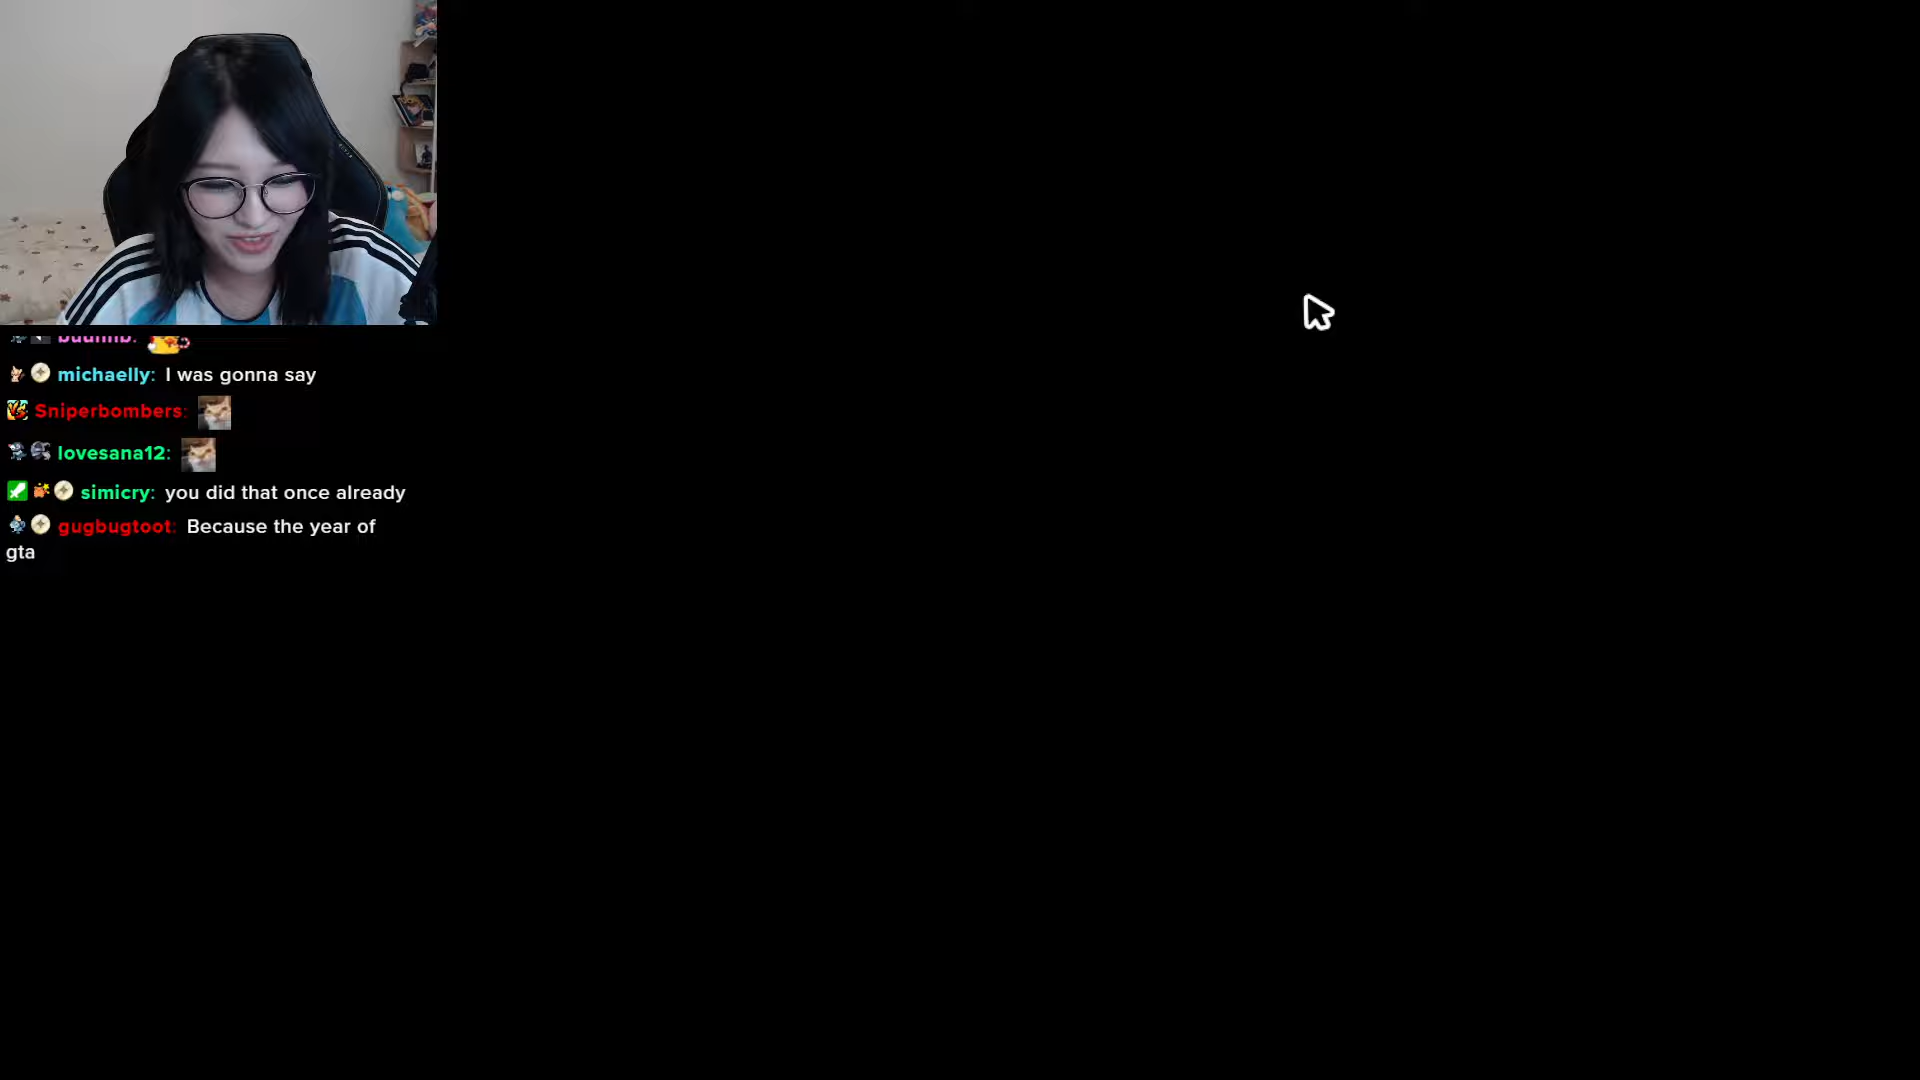 michaelly: I was gonna say
Sniperbombers:
lovesana12:
simicry: you did that once already
gugbugtoot: Because the year of
gta